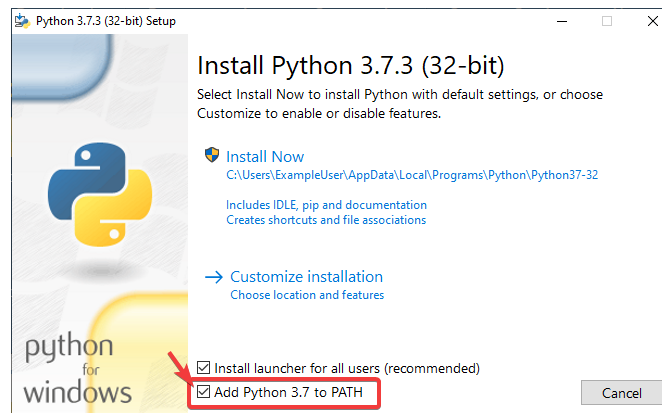 Python 3.7.3 (32-bit) Setup
Install Python 3.7.3 (32-bit)
Select Install Now to install Python with default settings, or choose
Customize to enable or disable features.
Install Now
C:\Users\ExampleUser\AppData\Local\Programs\Python\Python37-32
Includes IDLE, pip and documentation
Creates shortcuts and file associations
Customize installation
Choose location and features
python
for
windows
Install launcher for all users (recommended)
Add Python 3.7 to PATH
Cancel